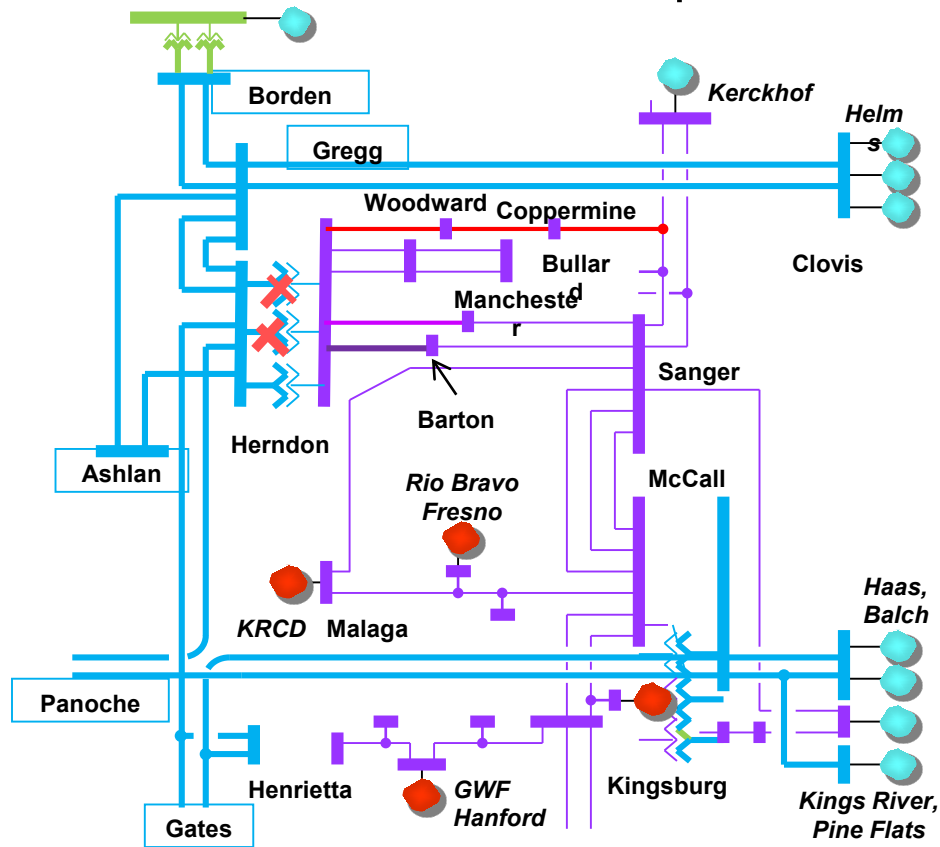 Borden
Kerckhof
Helm
s
Gregg
Woodward
Coppermine
Bullar
d
Clovis
Mancheste
r
Sanger
Barton
Herndon
Ashlan
McCall
Rio Bravo
Fresno
Haas,
Balch
KRCD
Malaga
Panoche
Henrietta
GWF
Hanford
Kingsburg
Kings River,
Pine Flats
Gates